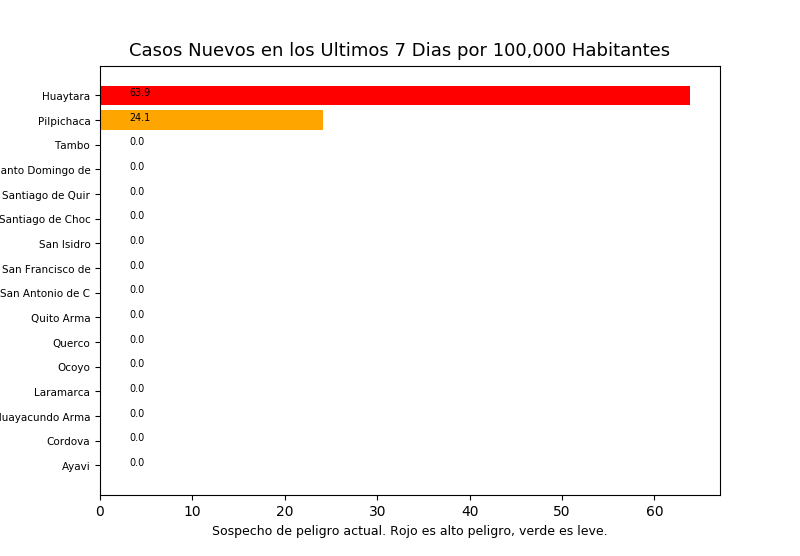 Casos Nuevos en los Ultimos 7 Dias por 100,000 Habitantes
Huaytara 63.9
Pilpichaca 24.1
Tambo 0.0
anto Domingo de 0.0
Santiago de Quir 0.0
Santiago de Choc 0.0
San Isidro 0.0
San Francisco de 0.0
San Antonio de C 0.0
Quito Arma 0.0
Querco 0.0
Ocoyo 0.0
Laramarca 0.0
Huayacundo Arma 0.0
Cordova 0.0
Ayavi 0.0
0 10 20 30 40 50 60
Sospecho de peligro actual. Rojo es alto peligro, verde es leve.